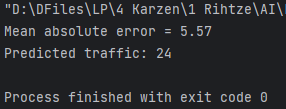 "D:\DFiles\LP\4 Karzen\1 Rihtze\AI\
Mean absolute error = 5.57
Predicted traffic: 24
Process finished with exit code 0